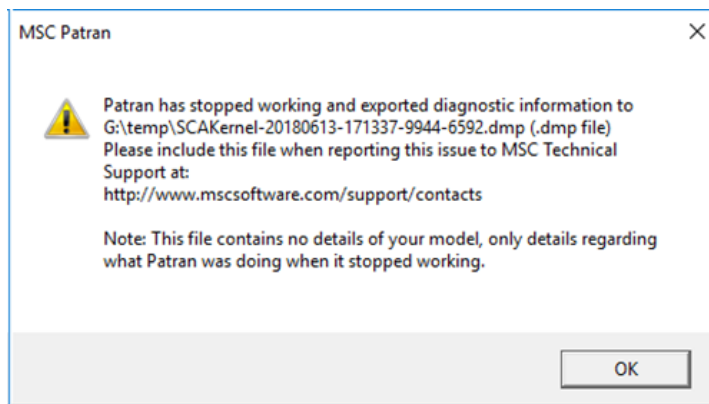 MSC Patran
Patran has stopped working and exported diagnostic information to
G:\temp\SCAKernel-20180613-171337-9944-6592.dmp (.dmp file)
Please include this file when reporting this issue to MSC Technical
Support at:
http://www.mscsoftware.com/support/contacts
Note: This file contains no details of your model, only details regarding
what Patran was doing when it stopped working.
OK